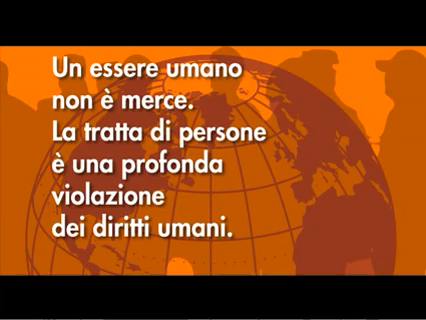 Un essere umano
non è merce.
La tratta di persone
è una profonda
violazione
dei diritti umani.